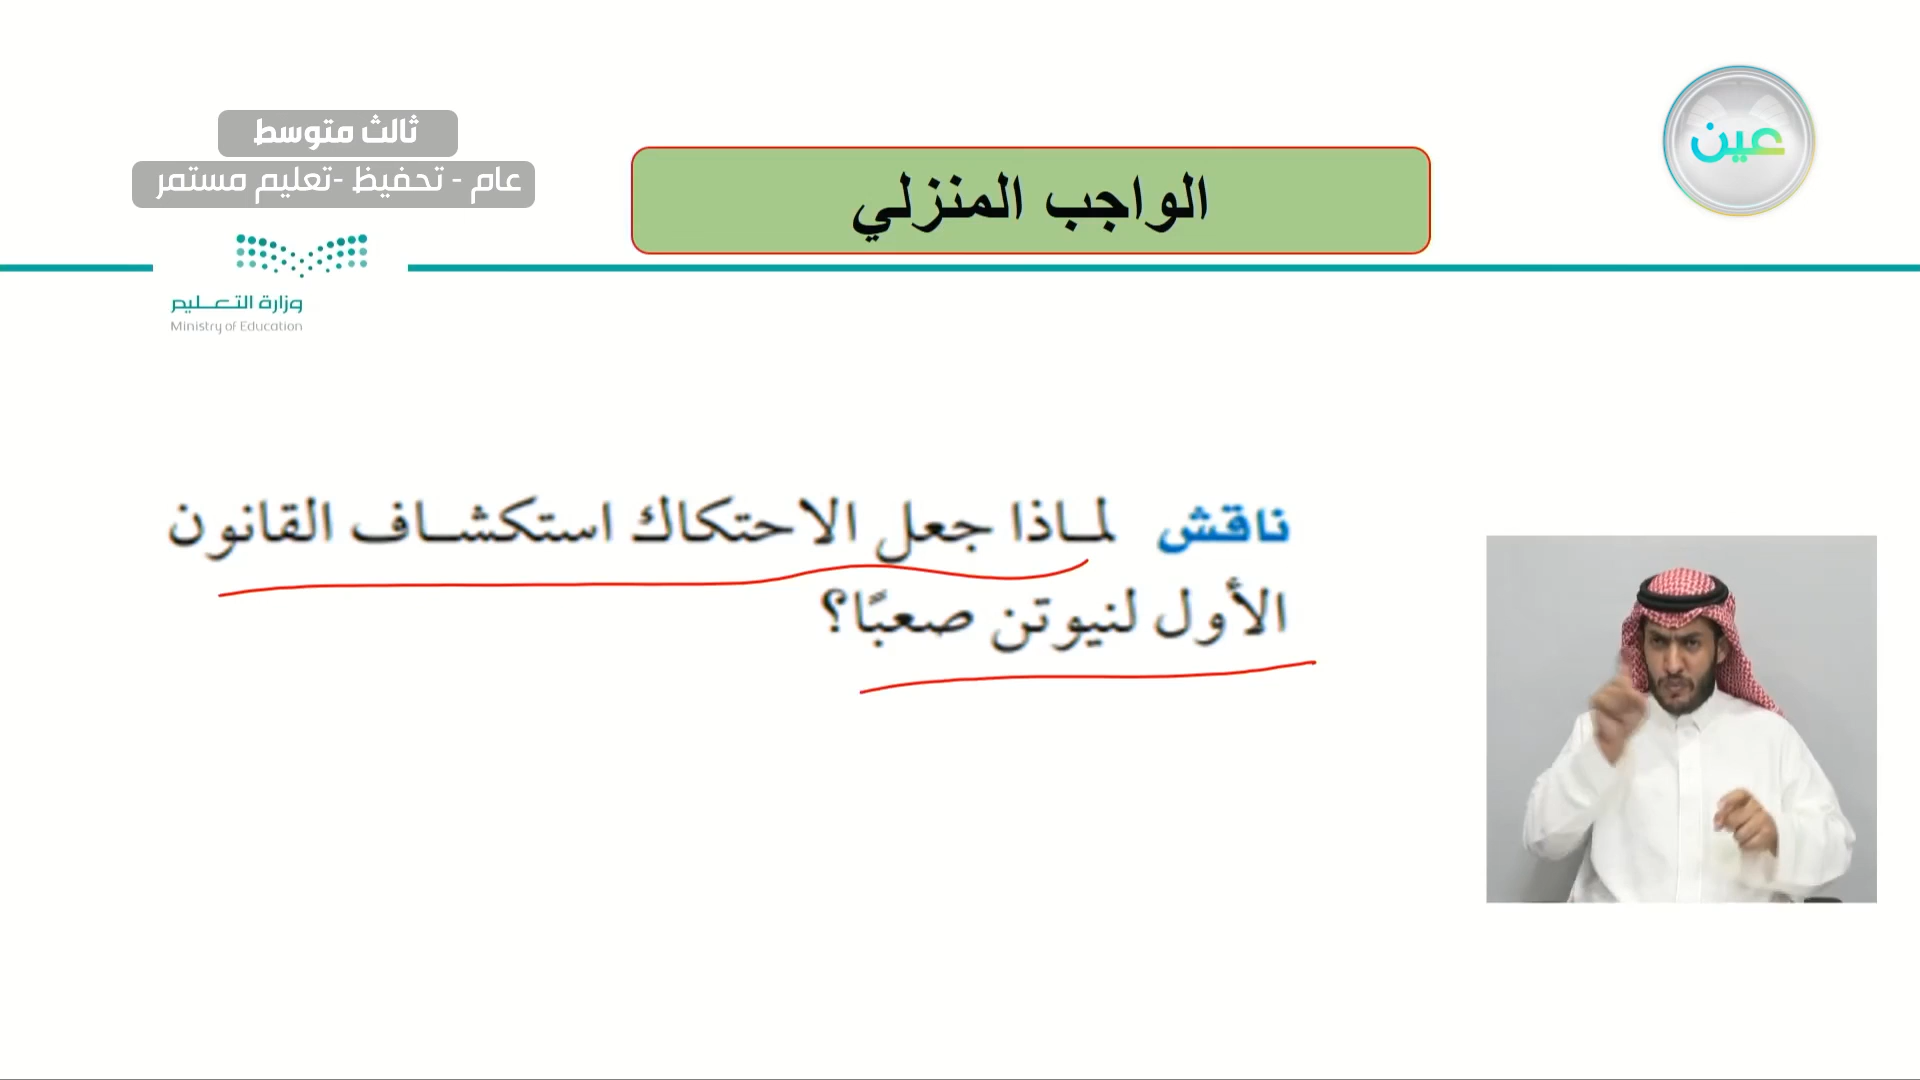 ثالث متوسط
عام - تحفيظ -تعليم مستمر
عين
الواجب المنزلي
وزارة التعليم
Ministry of Education
ناقش لماذا جعل الاحتكاك استكشاف القانون
الأول لنيوتن صعبًا؟